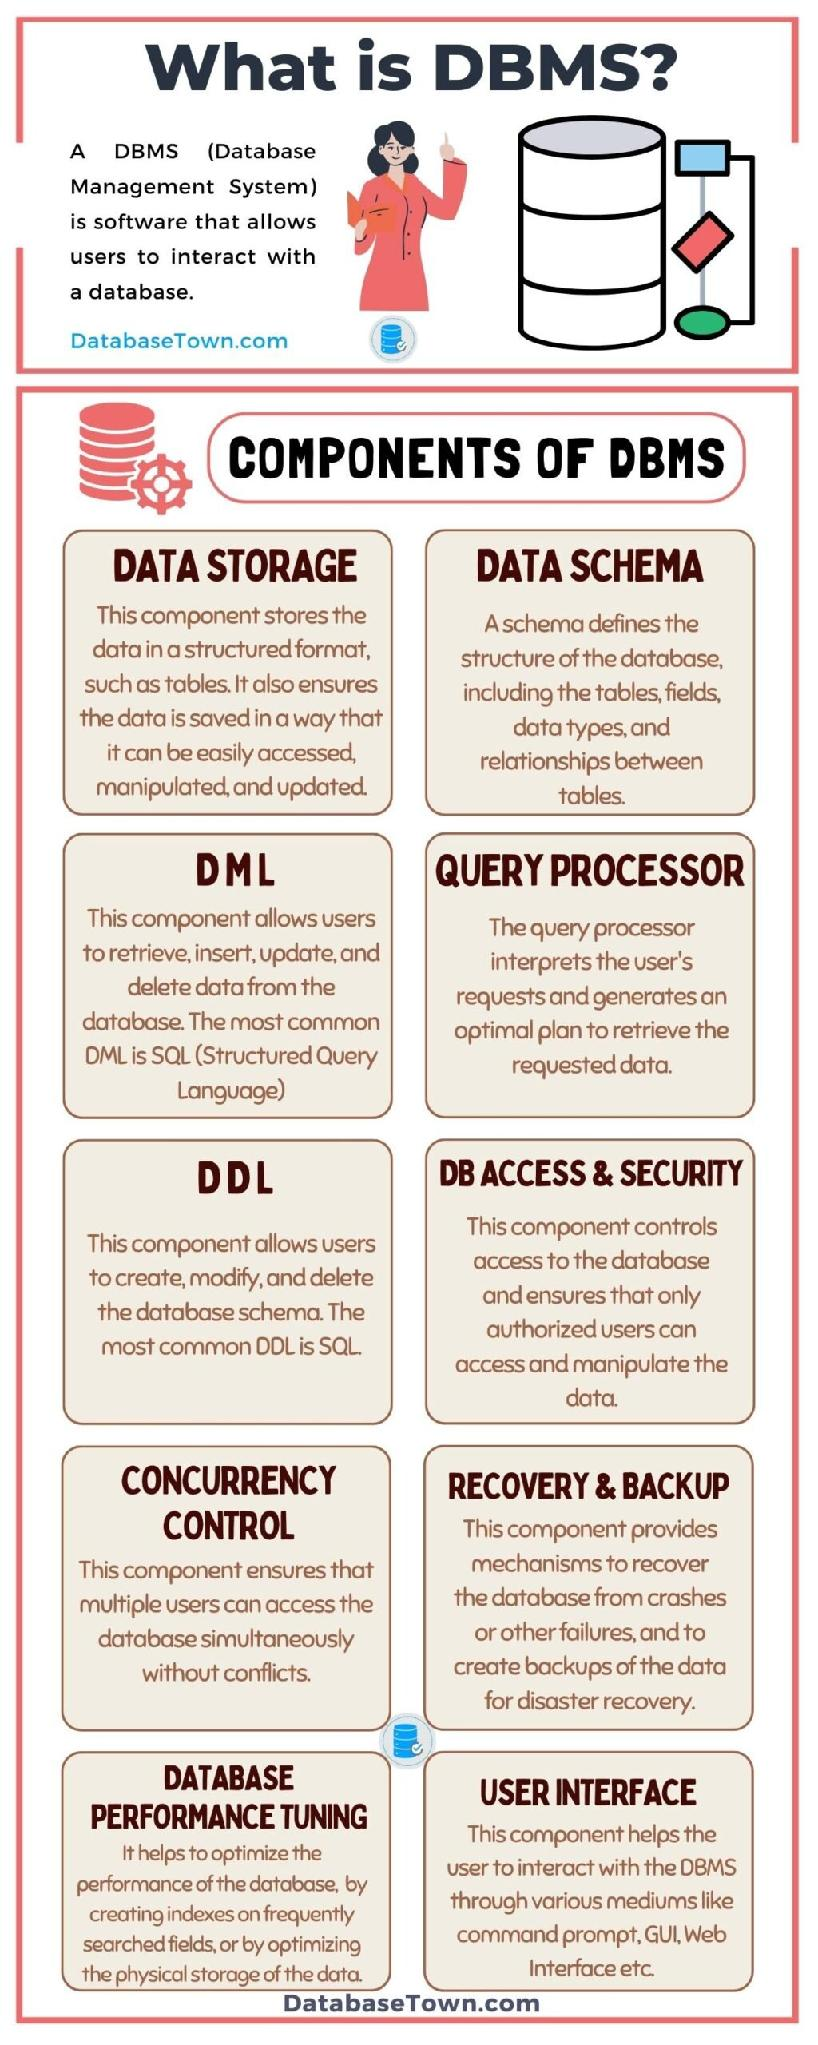 What is DBMS?
A DBMS (Database
Management System)
is software that allows
users to interact with
a database.
DatabaseTown.com
COMPONENTS OF DBMS
DATA STORAGE
This component stores the
data in a structured format,
such as tables. It also ensures
the data is saved in a way that
it can be easily accessed,
manipulated, and updated.
DATA SCHEMA
A schema defines the
structure of the database,
including the tables, fields,
data types, and
relationships between
tables.
DML
This component allows users
to retrieve, insert, update, and
delete data from the
database. The most common
DML is SQL (Structured Query
Language)
QUERY PROCESSOR
The query processor
interprets the user's
requests and generates an
optimal plan to retrieve the
requested data.
DDL
This component allows users
to create, modify, and delete
the database schema. The
most common DDL is SQL.
DB ACCESS & SECURITY
This component controls
access to the database
and ensures that only
authorized users can
access and manipulate the
data.
CONCURRENCY
CONTROL
This component ensures that
multiple users can access the
database simultaneously
without conflicts.
RECOVERY & BACKUP
This component provides
mechanisms to recover
the database from crashes
or other failures, and to
create backups of the data
for disaster recovery.
DATABASE
PERFORMANCE TUNING
It helps to optimize the
performance of the database, by
creating indexes on frequently
searched fields, or by optimizing
the physical storage of the data.
USER INTERFACE
This component helps the
user to interact with the DBMS
through various mediums like
command prompt, GUI, Web
Interface etc.
DatabaseTown.com